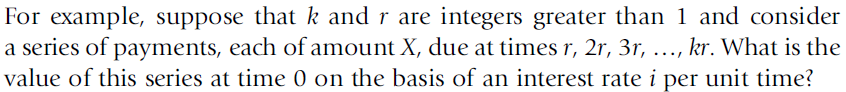 For example, suppose that k and r are integers greater than 1 and consider
a series of payments, each of amount X, due at times r, 2r, 3r, …, kr. What is the
value of this series at time 0 on the basis of an interest rate i per unit time?